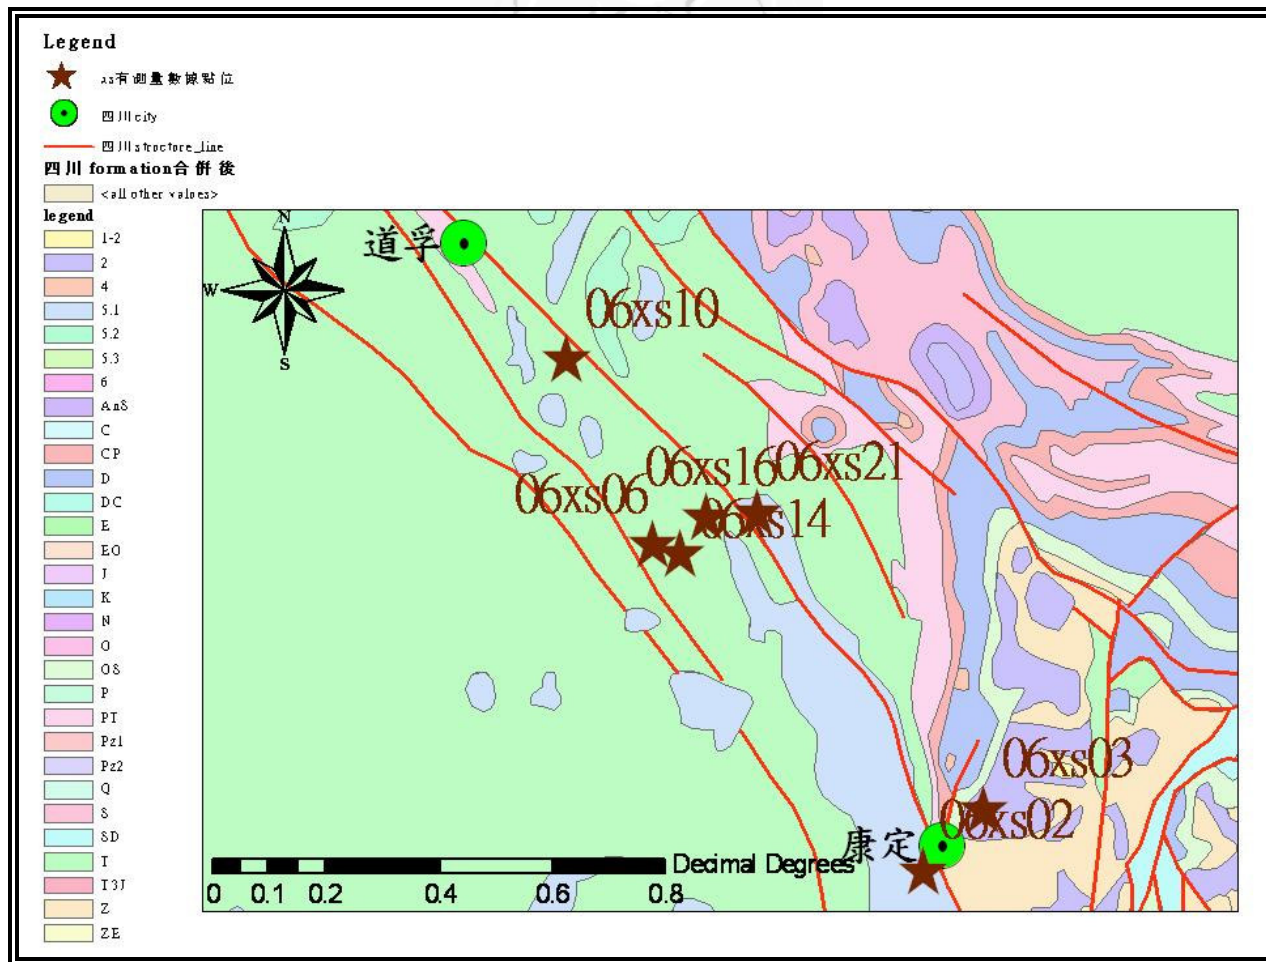 Legend
xs有測量數據點位
四川city
四川structure_line
四川 formation合併後
<all other values>
legend
1-2
2
4
5.1
5.2
5.3
6
AnS
C
CP
D
DC
E
EO
J
K
N
O
OS
P
PT
Pz1
Pz2
Q
S
SD
T
T3J
Z
ZE
N
W
S
道孚
06xs10
06xs16
06xs21
06xs06
06xs14
06xs03
06xs02
康定
Decimal Degrees
0 0.1 0.2 0.4 0.6 0.8